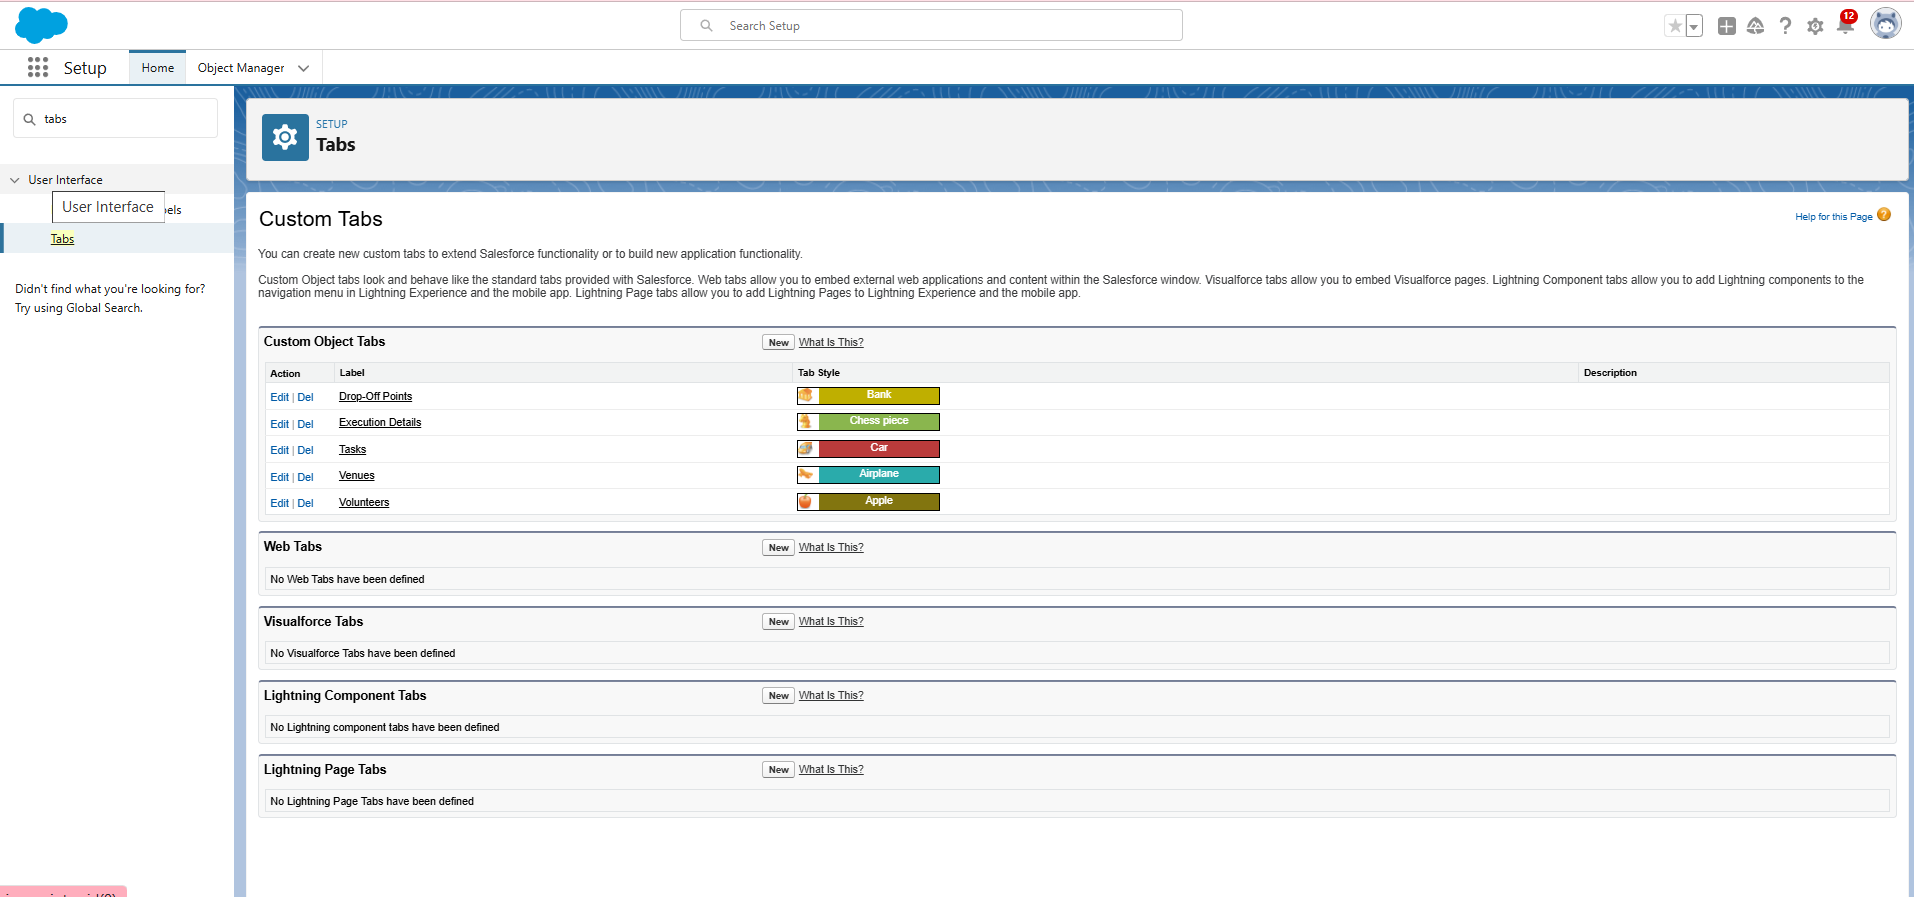 Search Setup
12
Setup
Home
Object Manager
tabs
User Interface
User Interface
Tabs
Didn't find what you're looking for?
Try using Global Search.
SETUP
Tabs
Custom Tabs
Help for this Page
You can create new custom tabs to extend Salesforce functionality or to build new application functionality.
Custom Object tabs look and behave like the standard tabs provided with Salesforce. Web tabs allow you to embed external web applications and content within the Salesforce window. Visualforce tabs allow you to embed Visualforce pages. Lightning Component tabs allow you to add Lightning components to the
navigation menu in Lightning Experience and the mobile app. Lightning Page tabs allow you to add Lightning Pages to Lightning Experience and the mobile app.
Custom Object Tabs New What Is This?
Action Label Tab Style Description
Edit | Del Drop-Off Points Bank
Edit | Del Execution Details Chess piece
Edit | Del Tasks Car
Edit | Del Venues Airplane
Edit | Del Volunteers Apple
Web Tabs New What Is This?
No Web Tabs have been defined
Visualforce Tabs New What Is This?
No Visualforce Tabs have been defined
Lightning Component Tabs New What Is This?
No Lightning component tabs have been defined
Lightning Page Tabs New What Is This?
No Lightning Page Tabs have been defined